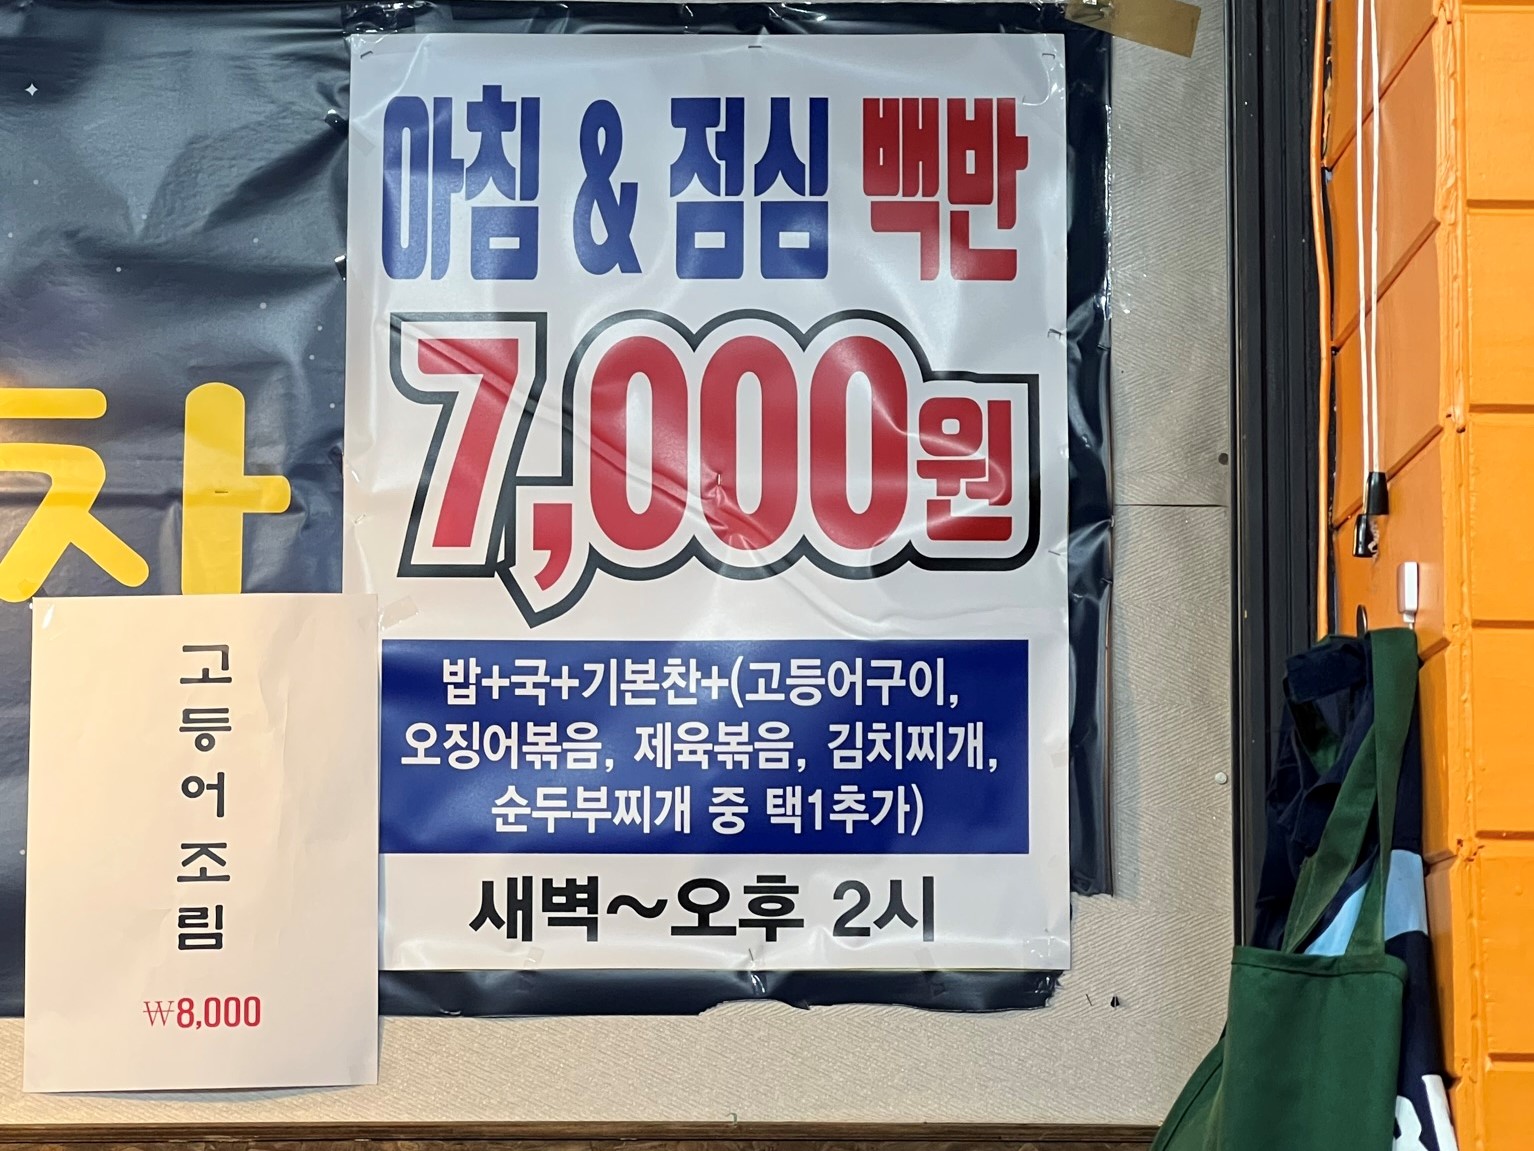 아침 & 점심 백반
7,000원
밥+국+기본찬+(고등어구이,
오징어볶음, 제육볶음, 김치찌개,
순두부찌개 중 택1추가)
새벽~오후 2시
차
고등어조림
₩8,000